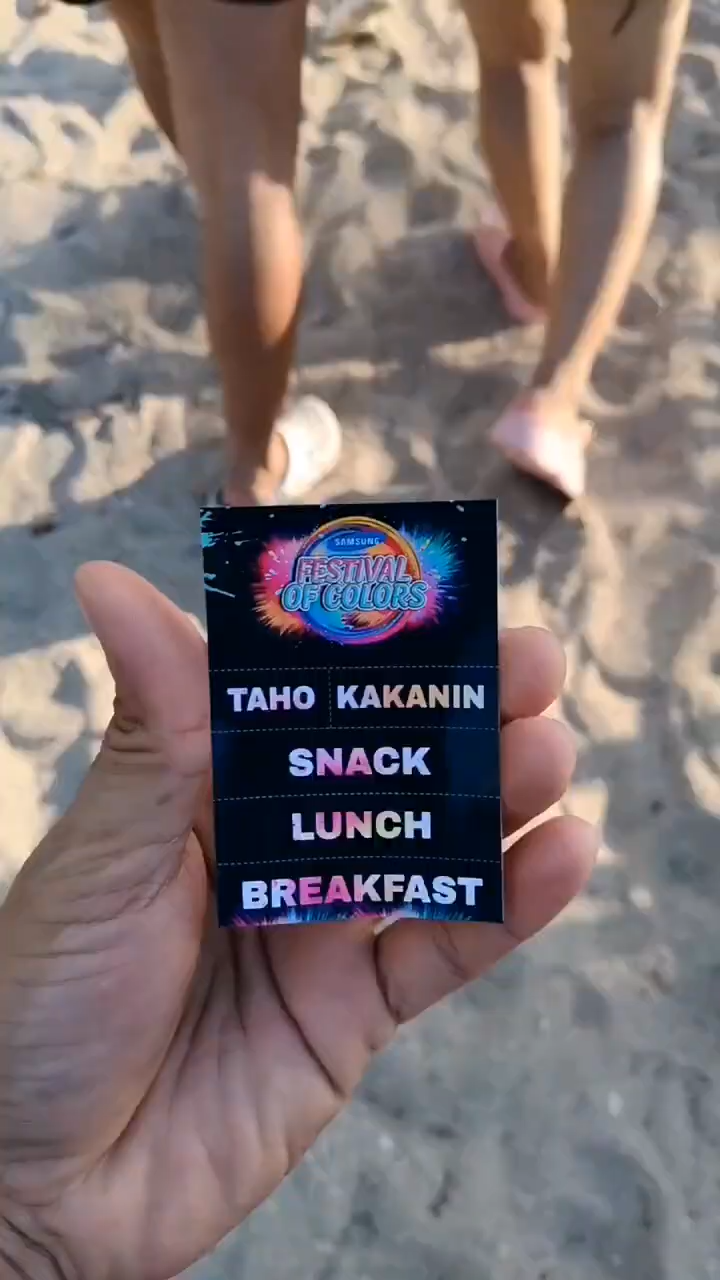 SAMSUNG
FESTIVAL
OF COLORS
TAHO KAKANIN
SNACK
LUNCH
BREAKFAST